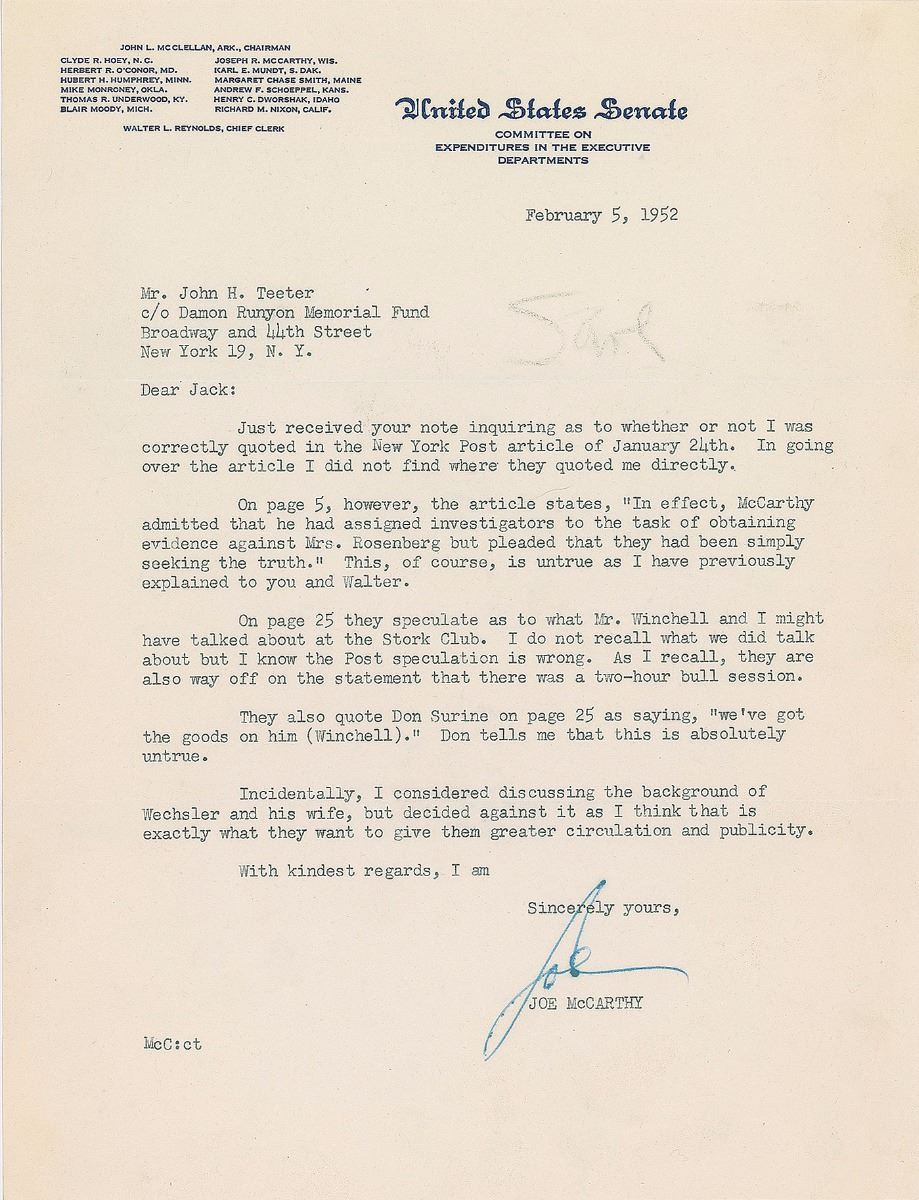 JOHN L. MCCLELLAN, ARK., CHAIRMAN
CLYDE R. HOEY, N. C.
HERBERT R. O'CONOR, MD.
HUBERT H. HUMPHREY, MINN.
MIKE MONRONEY, OKLA.
THOMAS R. UNDERWOOD, KY.
BLAIR MOODY, MICH.
JOSEPH R. MCCARTHY, WIS.
KARL E. MUNDT, S. DAK.
MARGARET CHASE SMITH, MAINE
ANDREW F. SCHOEPPEL, KANS.
HENRY C. DWORSHAK, IDAHO
RICHARD M. NIXON, CALIF.
WALTER L. REYNOLDS, CHIEF CLERK
United States Senate
COMMITTEE ON
EXPENDITURES IN THE EXECUTIVE
DEPARTMENTS
February 5, 1952
Mr. John H. Teeter
c/o Damon Runyon Memorial Fund
Broadway and 44th Street
New York 19, N. Y.
Dear Jack:
Just received your note inquiring as to whether or not I was
correctly quoted in the New York Post article of January 24th. In going
over the article I did not find where they quoted me directly.
On page 5, however, the article states, "In effect, McCarthy
admitted that he had assigned investigators to the task of obtaining
evidence against Mrs. Rosenberg but pleaded that they had been simply
seeking the truth." This, of course, is untrue as I have previously
explained to you and Walter.
On page 25 they speculate as to what Mr. Winchell and I might
have talked about at the Stork Club. I do not recall what we did talk
about but I know the Post speculation is wrong. As I recall, they are
also way off on the statement that there was a two-hour bull session.
They also quote Don Surine on page 25 as saying, "we've got
the goods on him (Winchell)." Don tells me that this is absolutely
untrue.
Incidentally, I considered discussing the background of
Wechsler and his wife, but decided against it as I think that is
exactly what they want to give them greater circulation and publicity.
With kindest regards, I am
Sincerely yours,
Joe
JOE McCARTHY
McC:ct